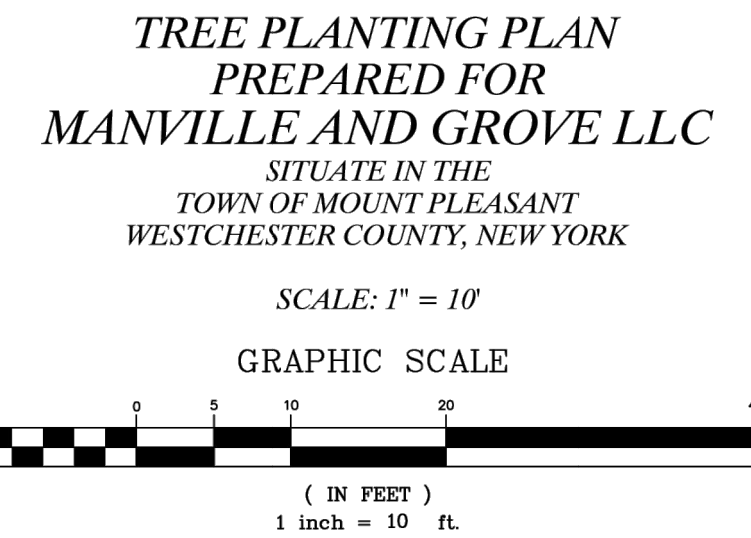 TREE PLANTING PLAN
PREPARED FOR
MANVILLE AND GROVE LLC
SITUATE IN THE
TOWN OF MOUNT PLEASANT
WESTCHESTER COUNTY, NEW YORK
SCALE: 1" = 10'
GRAPHIC SCALE
0 5 10 20
( IN FEET )
1 inch = 10 ft.